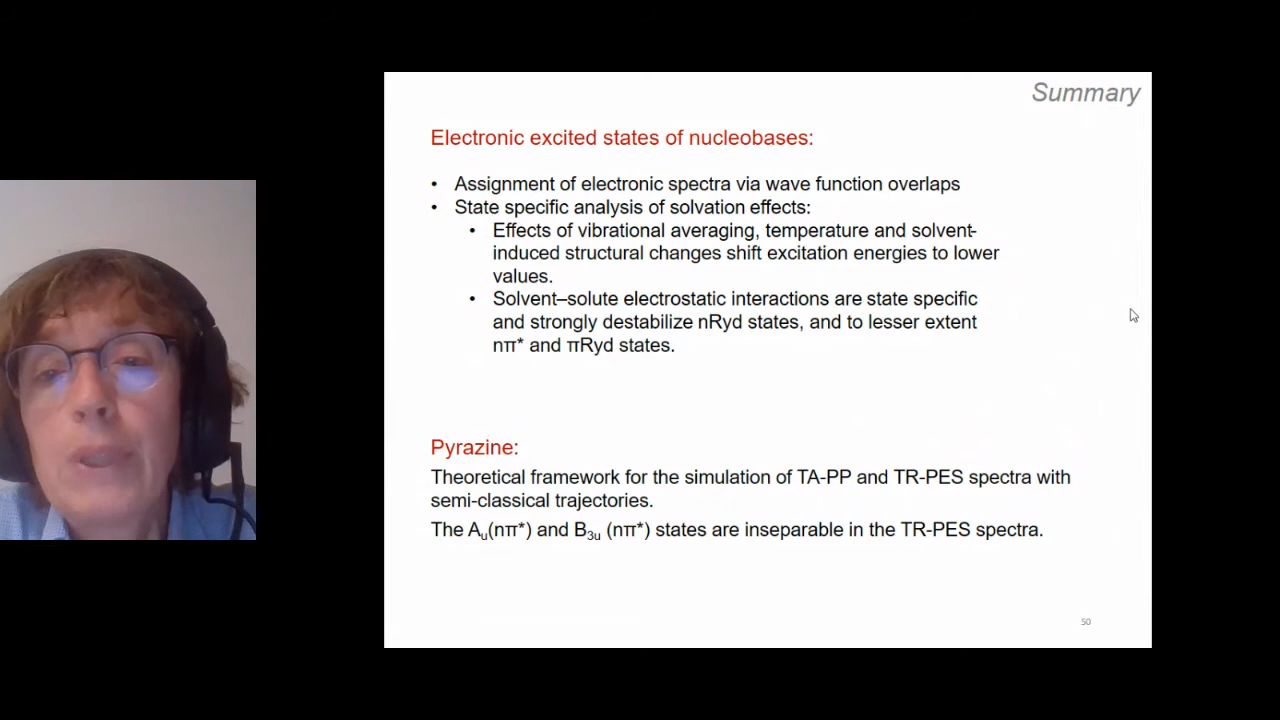 Summary
Electronic excited states of nucleobases:
• Assignment of electronic spectra via wave function overlaps
• State specific analysis of solvation effects:
• Effects of vibrational averaging, temperature and solvent-
induced structural changes shift excitation energies to lower
values.
• Solvent–solute electrostatic interactions are state specific
and strongly destabilize nRyd states, and to lesser extent
nπ* and πRyd states.
Pyrazine:
Theoretical framework for the simulation of TA-PP and TR-PES spectra with
semi-classical trajectories.
The Aᵤ(nπ*) and B₃ᵤ (nπ*) states are inseparable in the TR-PES spectra.
50